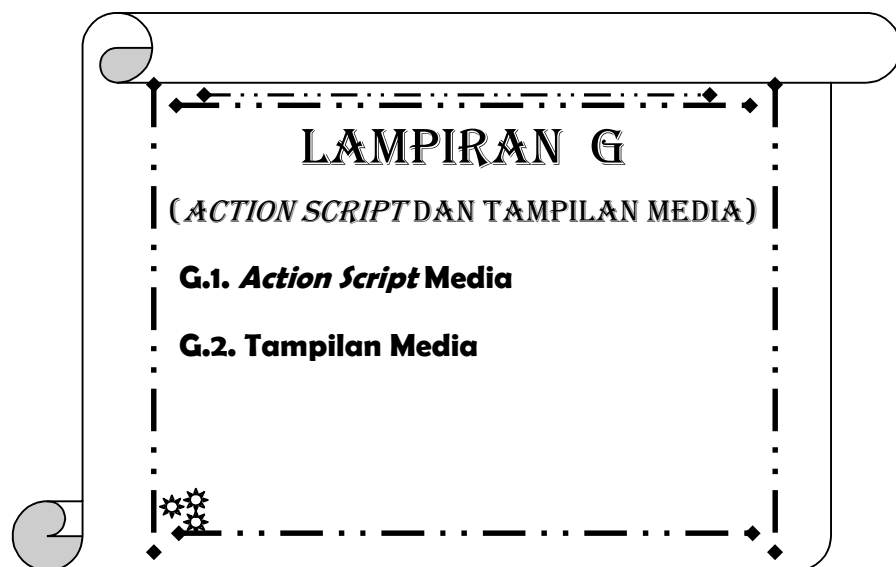 LAMPIRAN G
(ACTION SCRIPT DAN TAMPILAN MEDIA)
G.1. Action Script Media
G.2. Tampilan Media